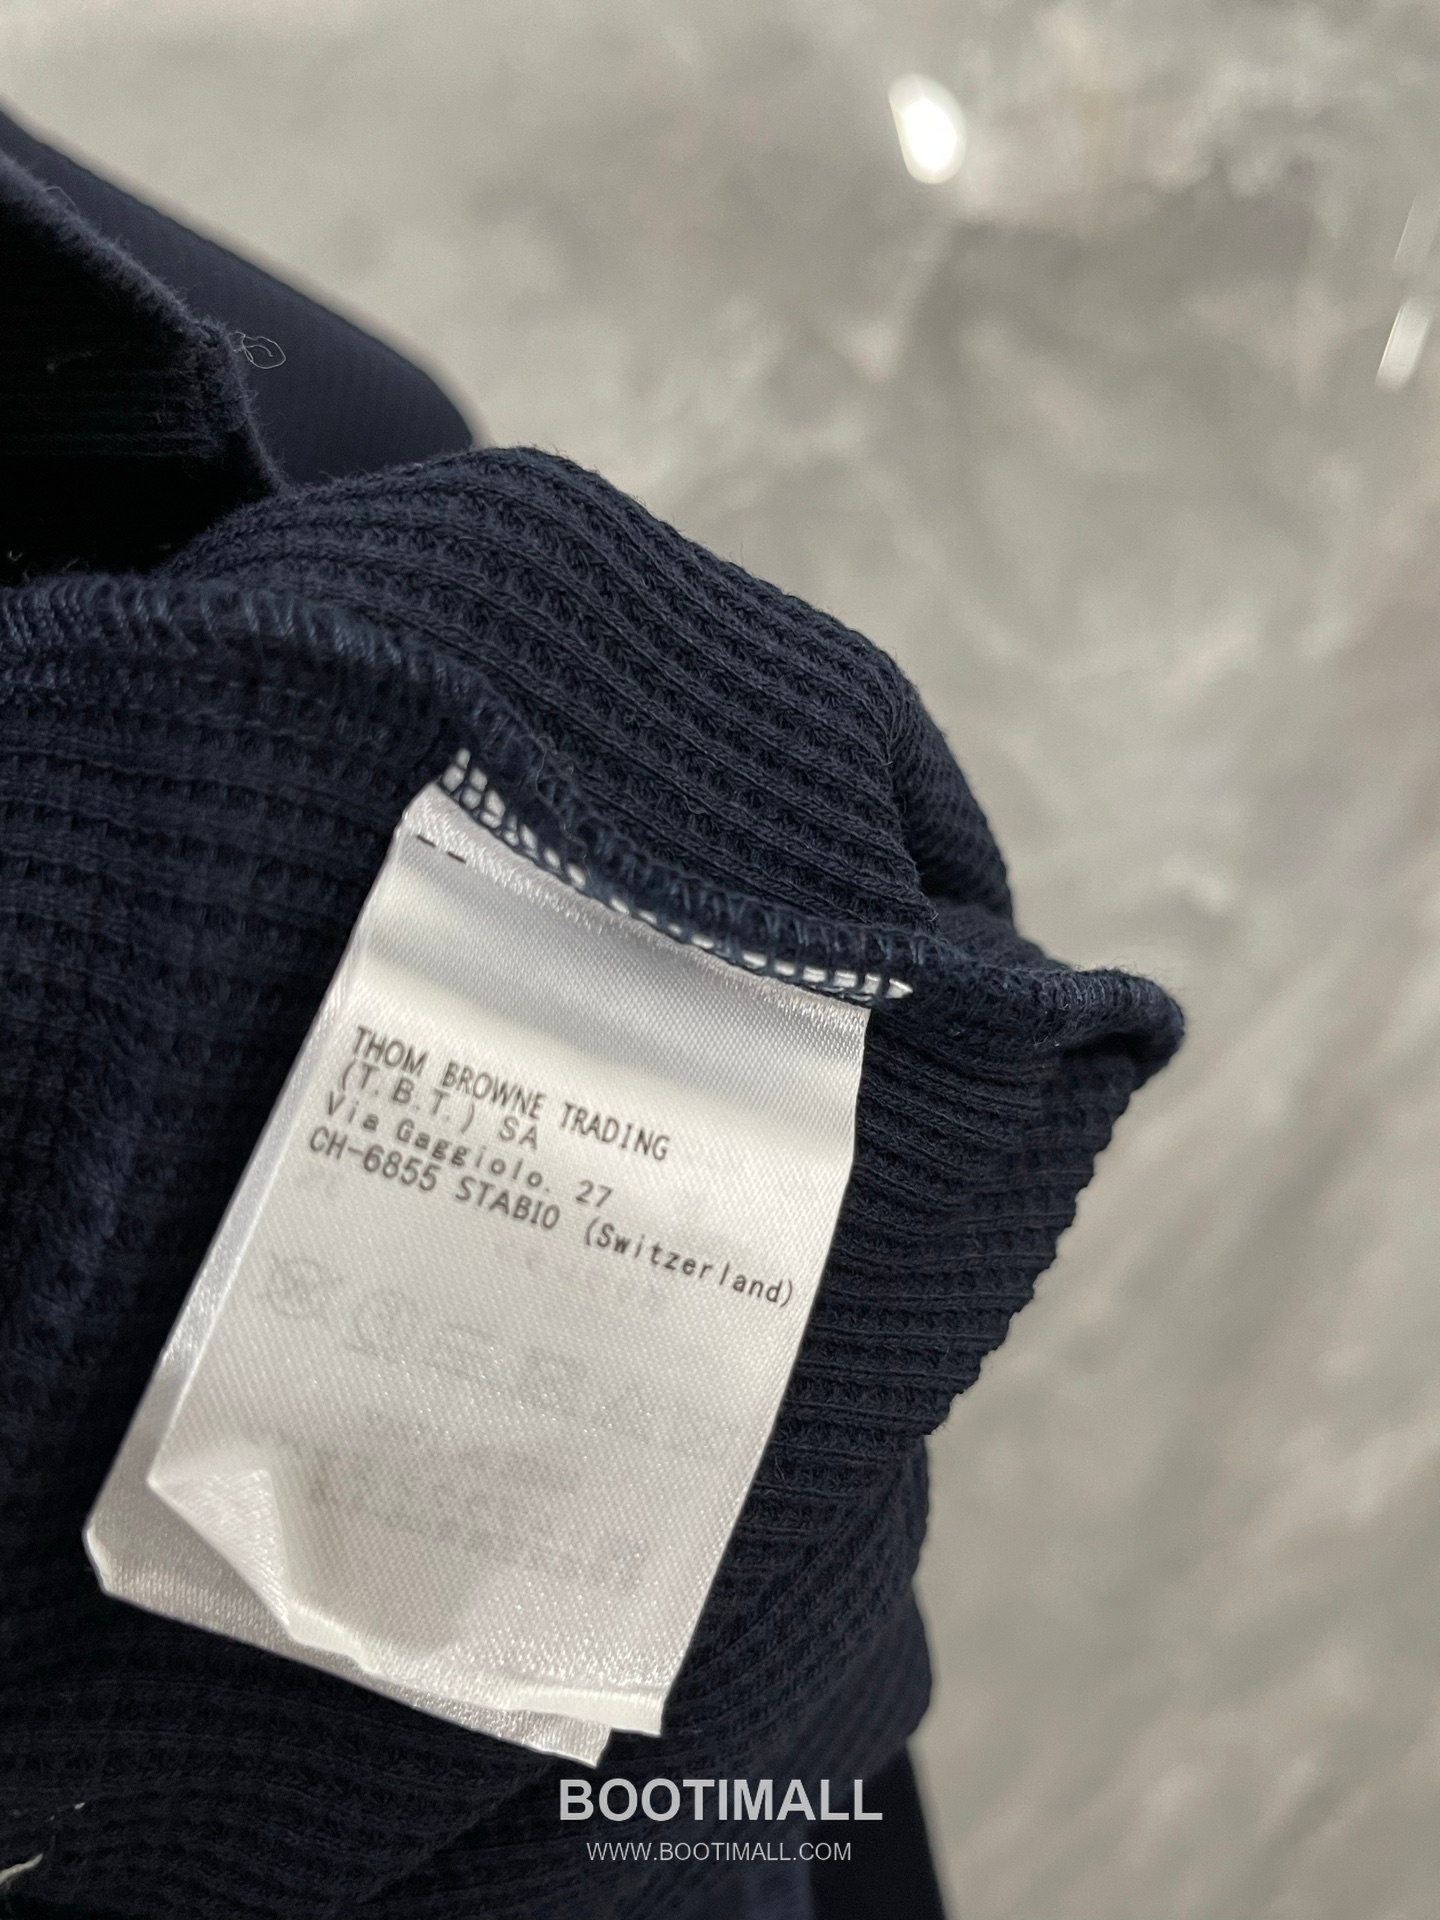 THOM BROWNE TRADING
(T.B.T.) SA
Via Gaggiolo. 27
CH-6855 STABIO (Switzerland)
BOOTIMALL
WWW.BOOTIMALL.COM